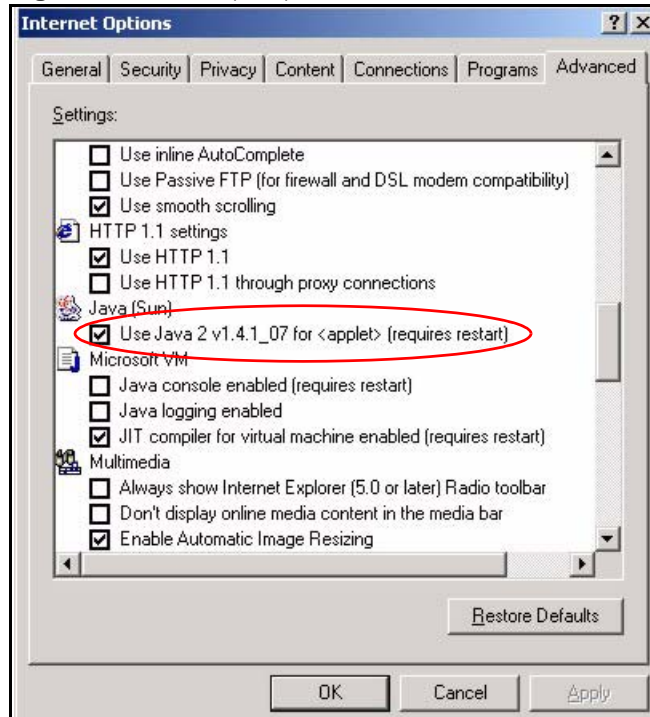 Internet Options
General Security Privacy Content Connections Programs Advanced
Settings:
Use inline AutoComplete
Use Passive FTP (for firewall and DSL modem compatibility)
Use smooth scrolling
HTTP 1.1 settings
Use HTTP 1.1
Use HTTP 1.1 through proxy connections
Java (Sun)
Use Java 2 v1.4.1_07 for <applet> (requires restart)
Microsoft VM
Java console enabled (requires restart)
Java logging enabled
JIT compiler for virtual machine enabled (requires restart)
Multimedia
Always show Internet Explorer (5.0 or later) Radio toolbar
Don't display online media content in the media bar
Enable Automatic Image Resizing
Restore Defaults
OK Cancel Apply